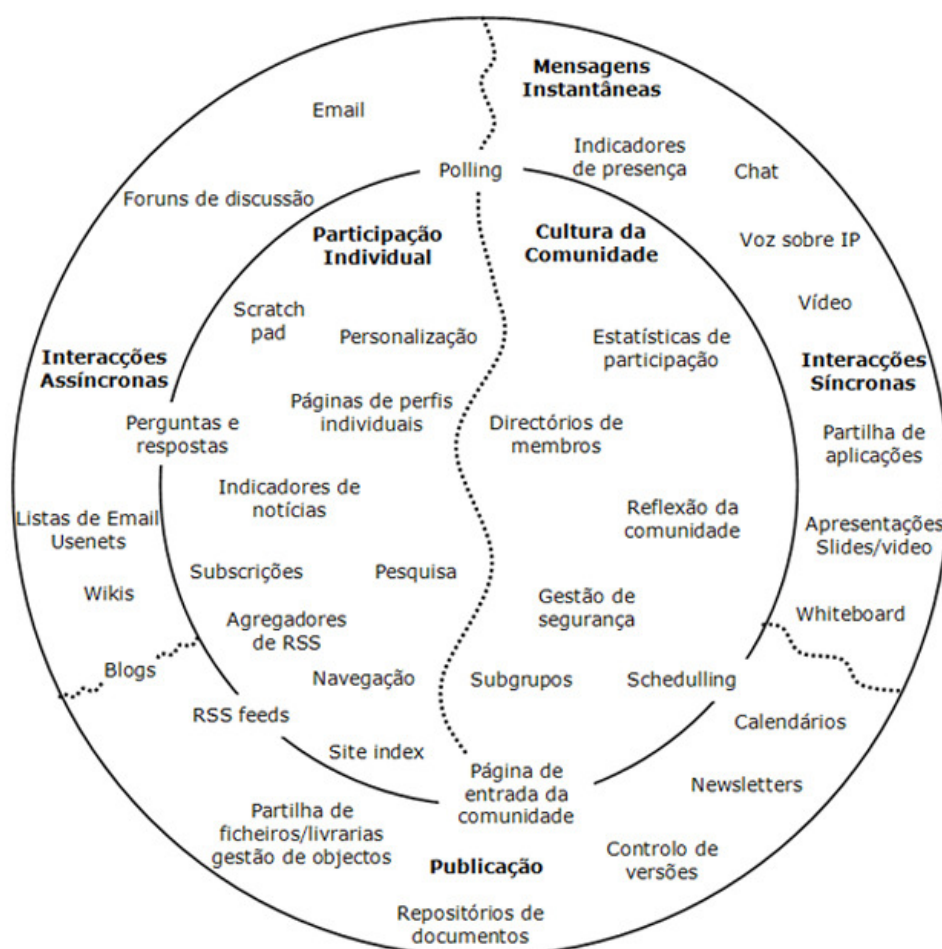 Mensagens
Instantâneas
Email
Indicadores
de presença
Chat
Polling
Foruns de discussão
Participação
Individual
Cultura da
Comunidade
Voz sobre IP
Vídeo
Scratch
pad
Personalização
Estatísticas de
participação
Interacções
Assíncronas
Interacções
Síncronas
Páginas de perfis
individuais
Perguntas e
respostas
Directórios de
membros
Partilha de
aplicações
Indicadores de
notícias
Reflexão da
comunidade
Listas de Email
Usenets
Apresentações
Slides/video
Subscrições
Pesquisa
Wikis
Gestão de
segurança
Whiteboard
Agregadores
de RSS
Blogs
Navegação
Subgrupos
Schedulling
RSS feeds
Calendários
Site index
Página de
entrada da
comunidade
Newsletters
Partilha de
ficheiros/livrarias
gestão de objectos
Controlo de
versões
Publicação
Repositórios de
documentos